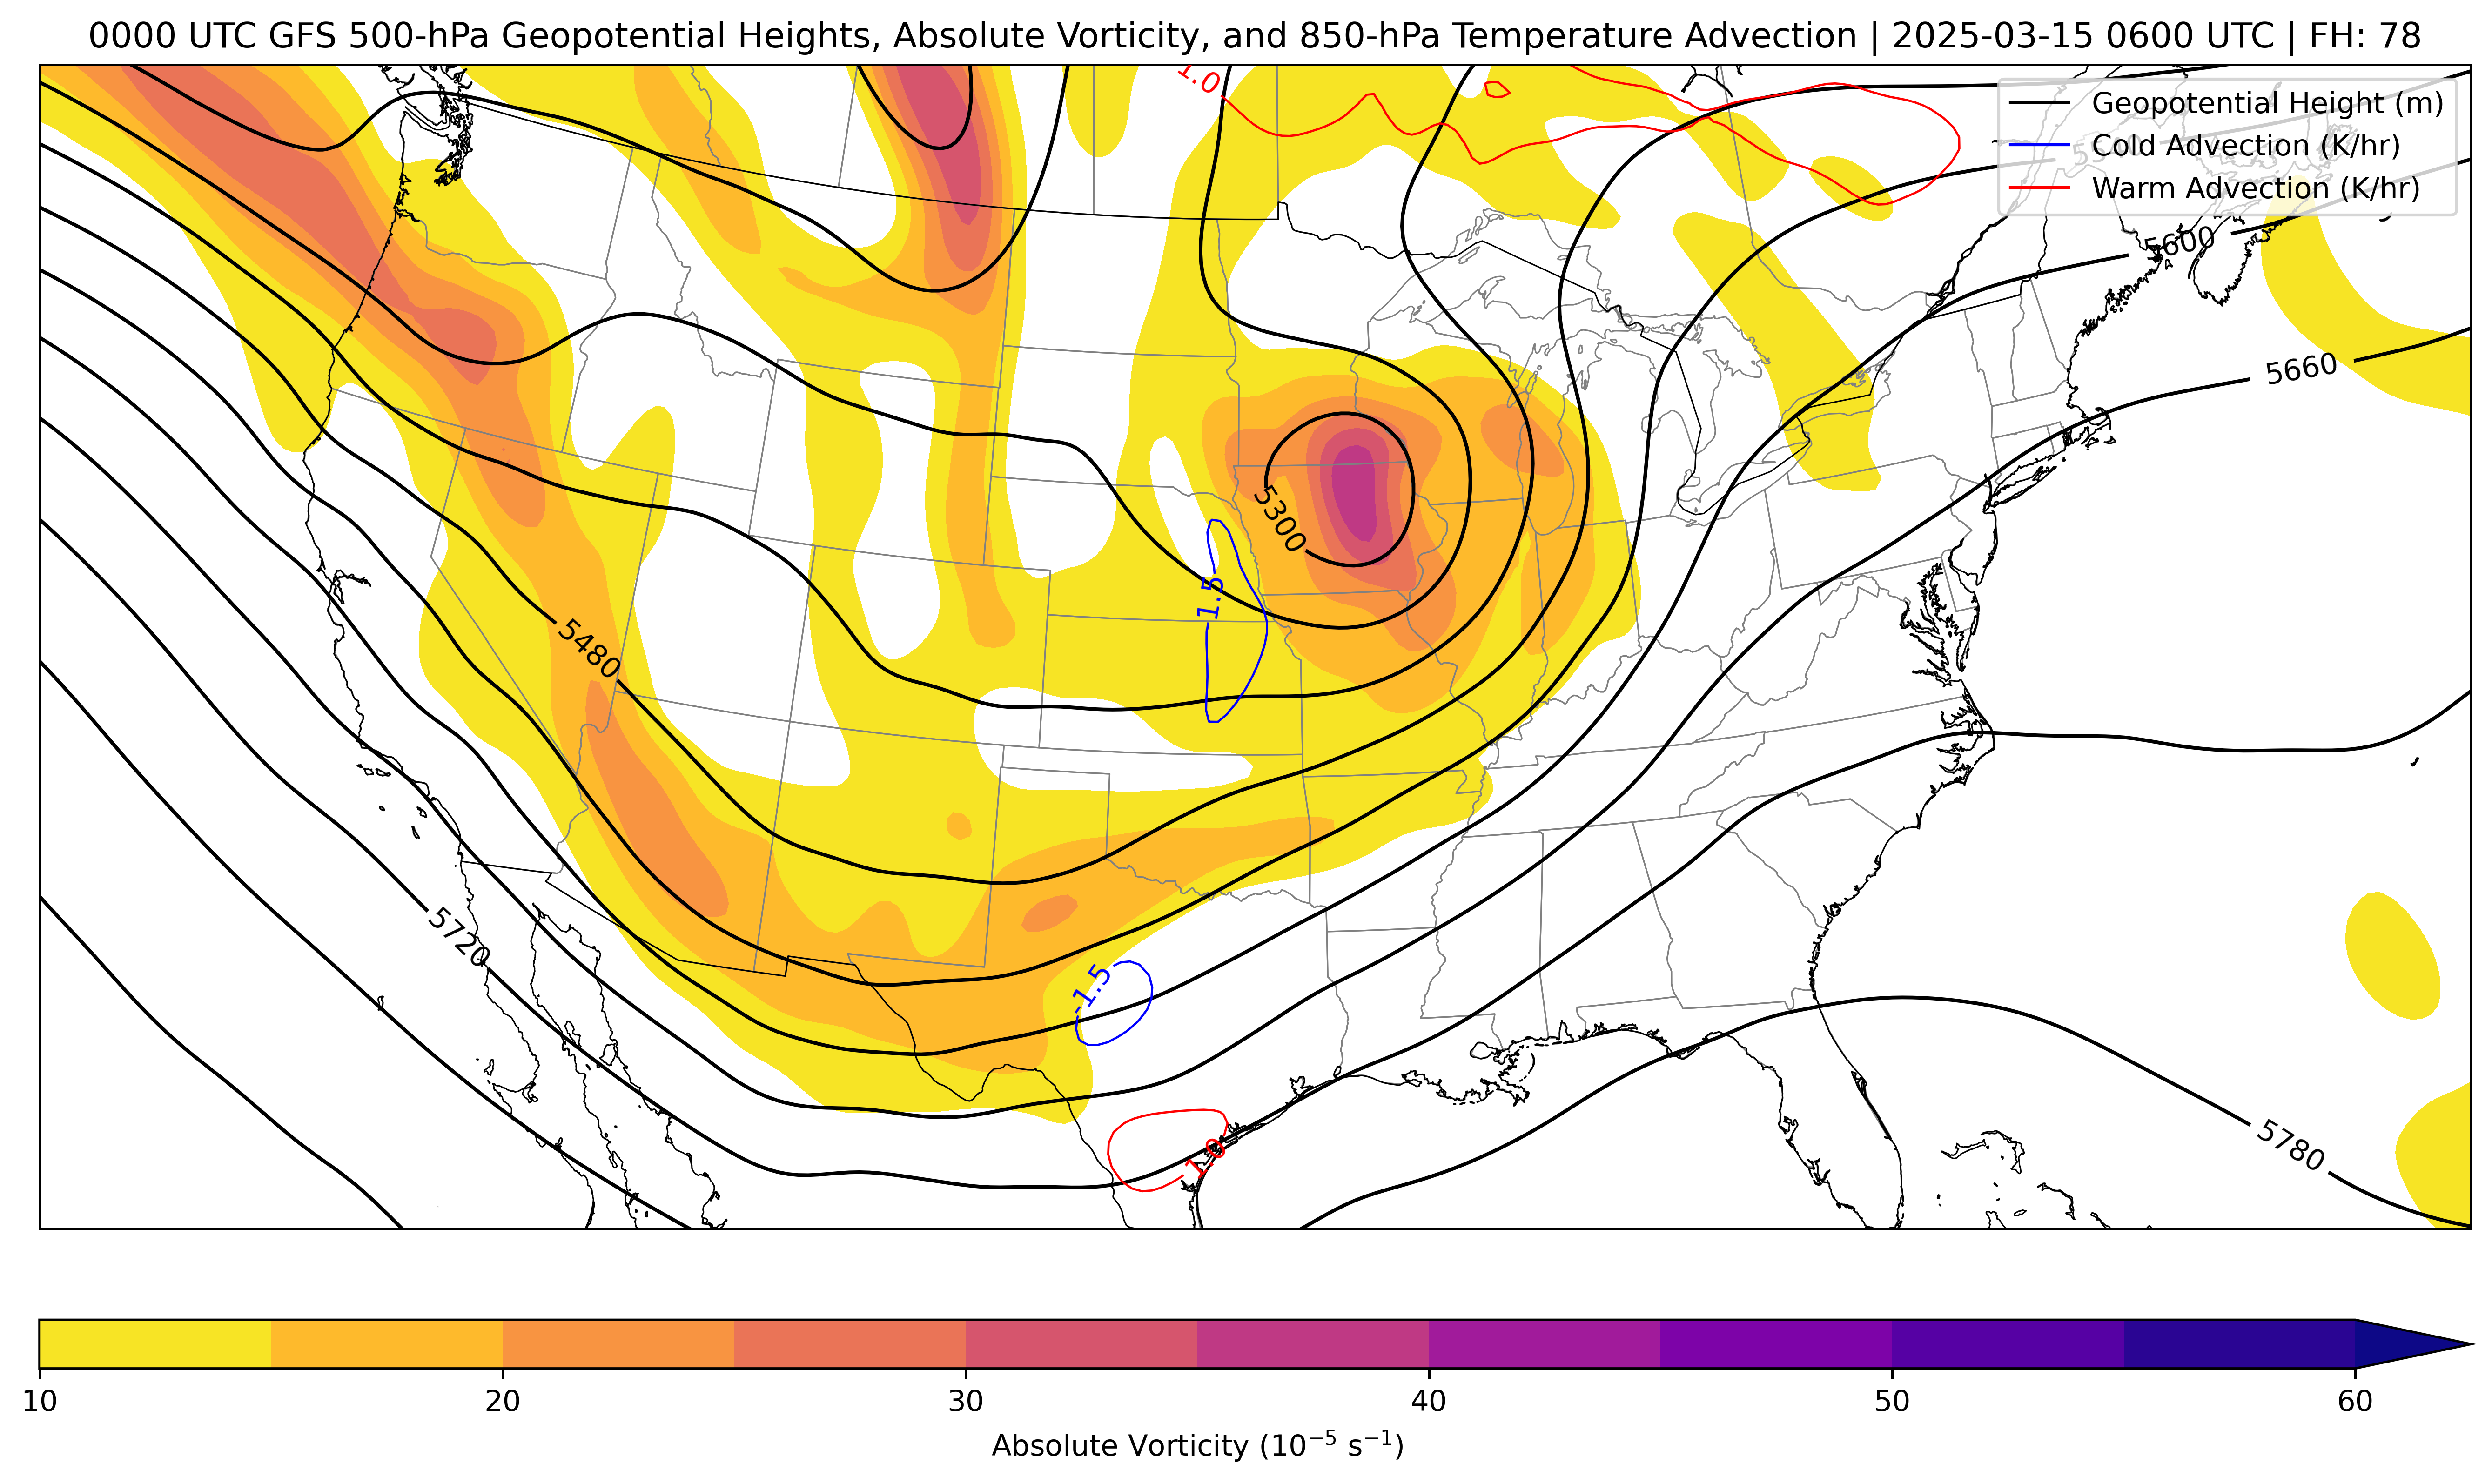 0000 UTC GFS 500-hPa Geopotential Heights, Absolute Vorticity, and 850-hPa Temperature Advection | 2025-03-15 0600 UTC | FH: 78
1.0
Geopotential Height (m)
Cold Advection (K/hr)
Warm Advection (K/hr)
5600
5660
5300
−1.5
5480
5720
−1.5
1.0
5780
10 20 30 40 50 60
Absolute Vorticity (10⁻⁵ s⁻¹)